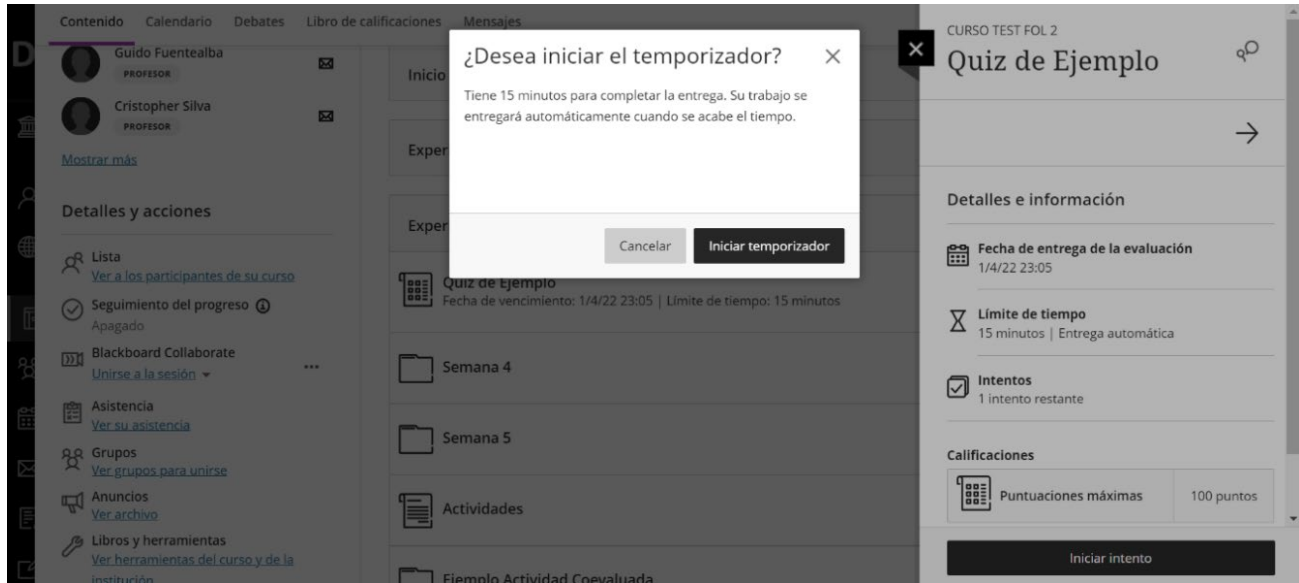 Contenido Calendario Debates Libro de calificaciones Mensajes
Guido Fuentealba
PROFESOR
Cristopher Silva
PROFESOR
Mostrar más
Detalles y acciones
Lista
Ver a los participantes de su curso
Seguimiento del progreso
Apagado
Blackboard Collaborate
Unirse a la sesión
Asistencia
Ver su asistencia
Grupos
Ver grupos para unirse
Anuncios
Ver archivo
Libros y herramientas
Ver herramientas del curso y de la
institución
Inicio
Exper
Exper
Quiz de Ejemplo
Fecha de vencimiento: 1/4/22 23:05 | Límite de tiempo: 15 minutos
Semana 4
Semana 5
Actividades
Ejemplo Actividad Coevaluada
¿Desea iniciar el temporizador?
Tiene 15 minutos para completar la entrega. Su trabajo se
entregará automáticamente cuando se acabe el tiempo.
Cancelar Iniciar temporizador
CURSO TEST FOL 2
Quiz de Ejemplo
Detalles e información
Fecha de entrega de la evaluación
1/4/22 23:05
Límite de tiempo
15 minutos | Entrega automática
Intentos
1 intento restante
Calificaciones
Puntuaciones máximas 100 puntos
Iniciar intento